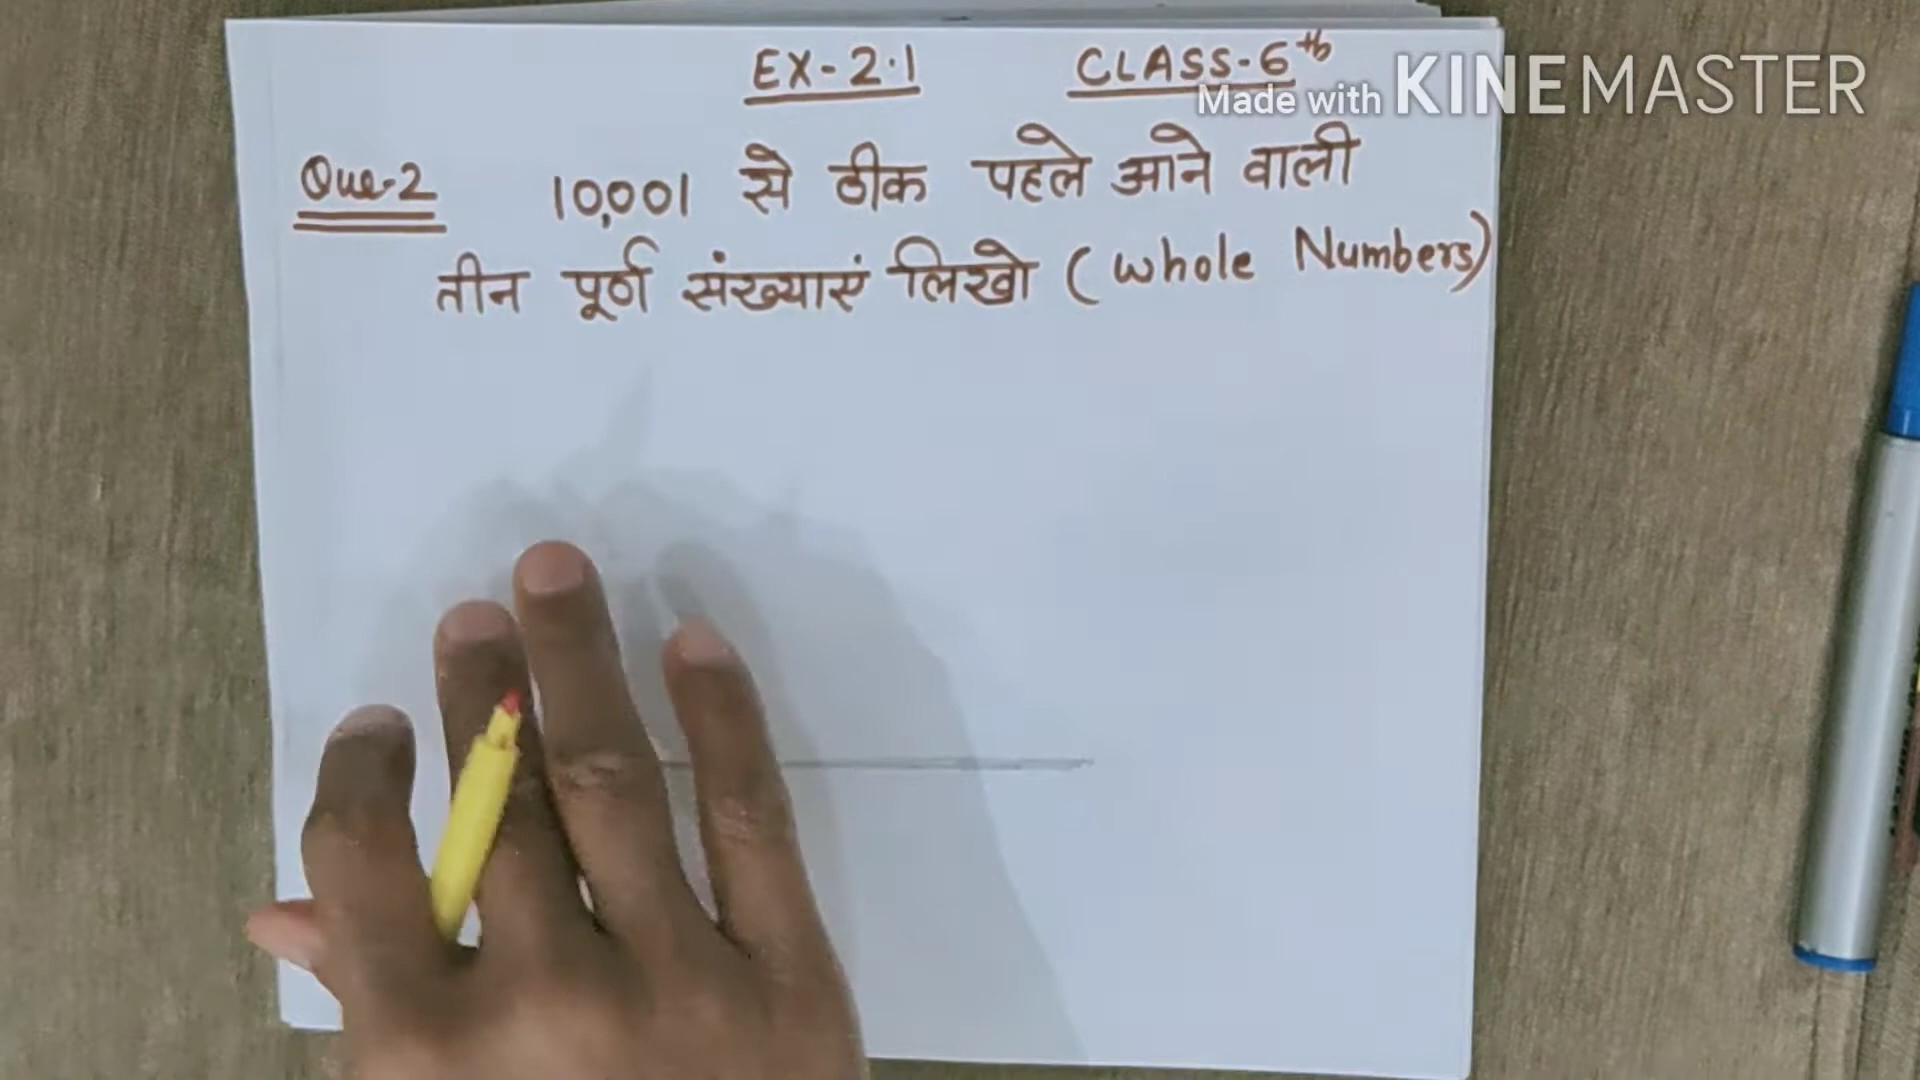 EX-2.1 CLASS-6th
Made with KINEMASTER
Que-2 10,001 से ठीक पहले आने वाली
तीन पूर्ण संख्याएं लिखो (Whole Numbers)